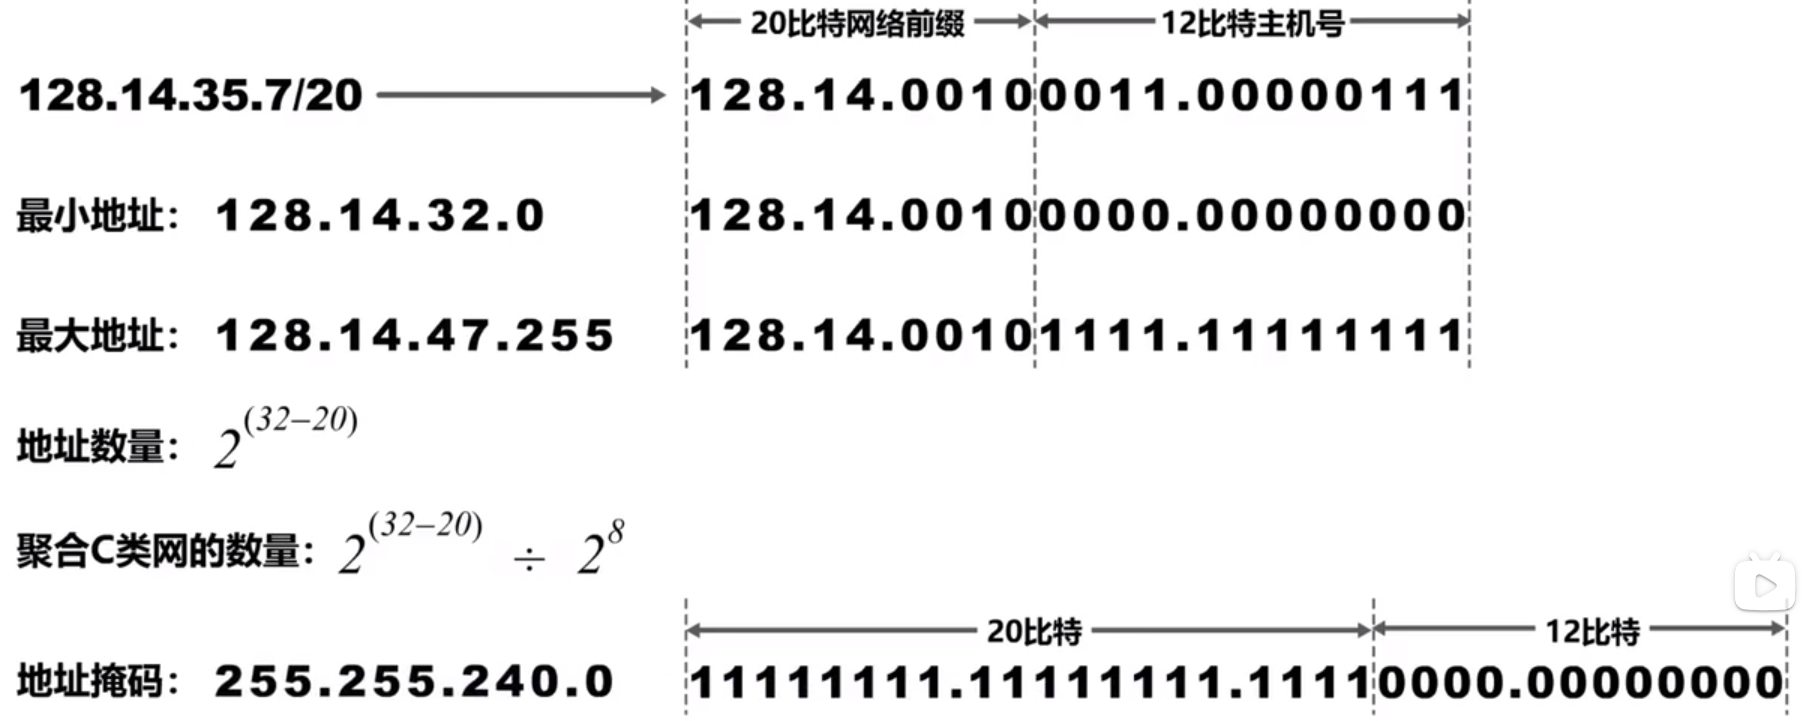 20比特网络前缀 12比特主机号
128.14.35.7/20 128.14.00100011.00000111
最小地址： 128.14.32.0 128.14.00100000.00000000
最大地址： 128.14.47.255 128.14.00101111.11111111
地址数量： 2^(32–20)
聚合C类网的数量： 2^(32–20) ÷ 2^8
20比特 12比特
地址掩码： 255.255.240.0 11111111.11111111.11110000.00000000